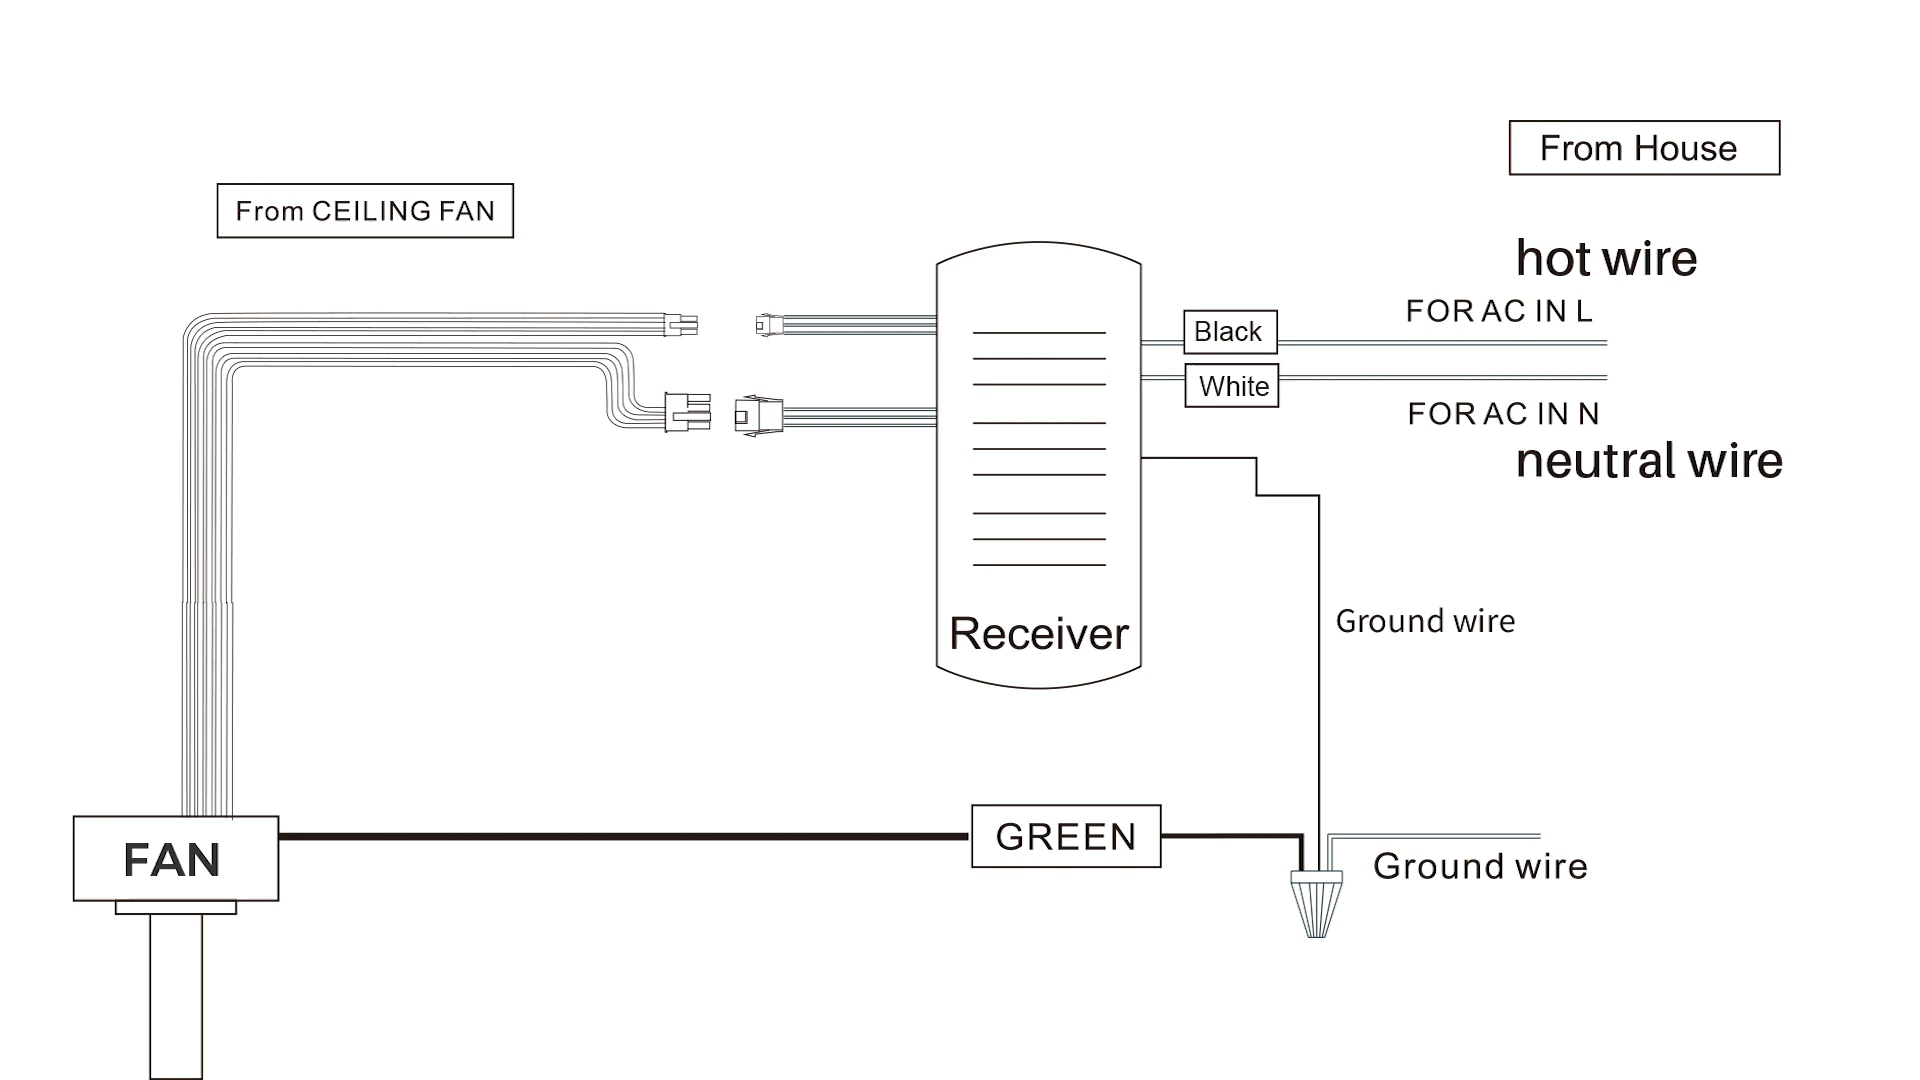 From House
From CEILING FAN
hot wire
FOR AC IN L
Black
White
FOR AC IN N
neutral wire
Ground wire
Receiver
GREEN
FAN
Ground wire